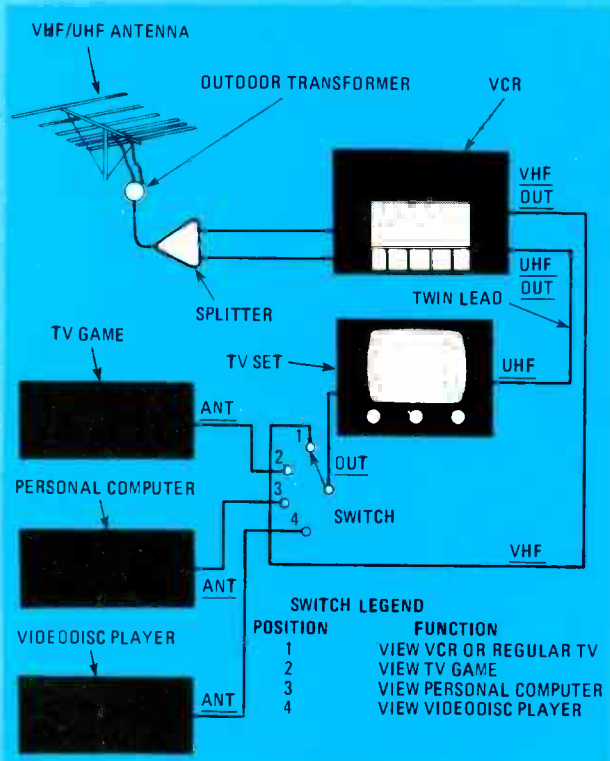 VHF/UHF ANTENNA
OUTDOOR TRANSFORMER
VCR
VHF
OUT
UHF
OUT
SPLITTER
TWIN LEAD
TV GAME
TV SET
UHF
ANT
1
2
OUT
PERSONAL COMPUTER
3
SWITCH
4
ANT
VHF
SWITCH LEGEND
POSITION FUNCTION
VIDEODISC PLAYER
1 VIEW VCR OR REGULAR TV
2 VIEW TV GAME
ANT
3 VIEW PERSONAL COMPUTER
4 VIEW VIDEODISC PLAYER